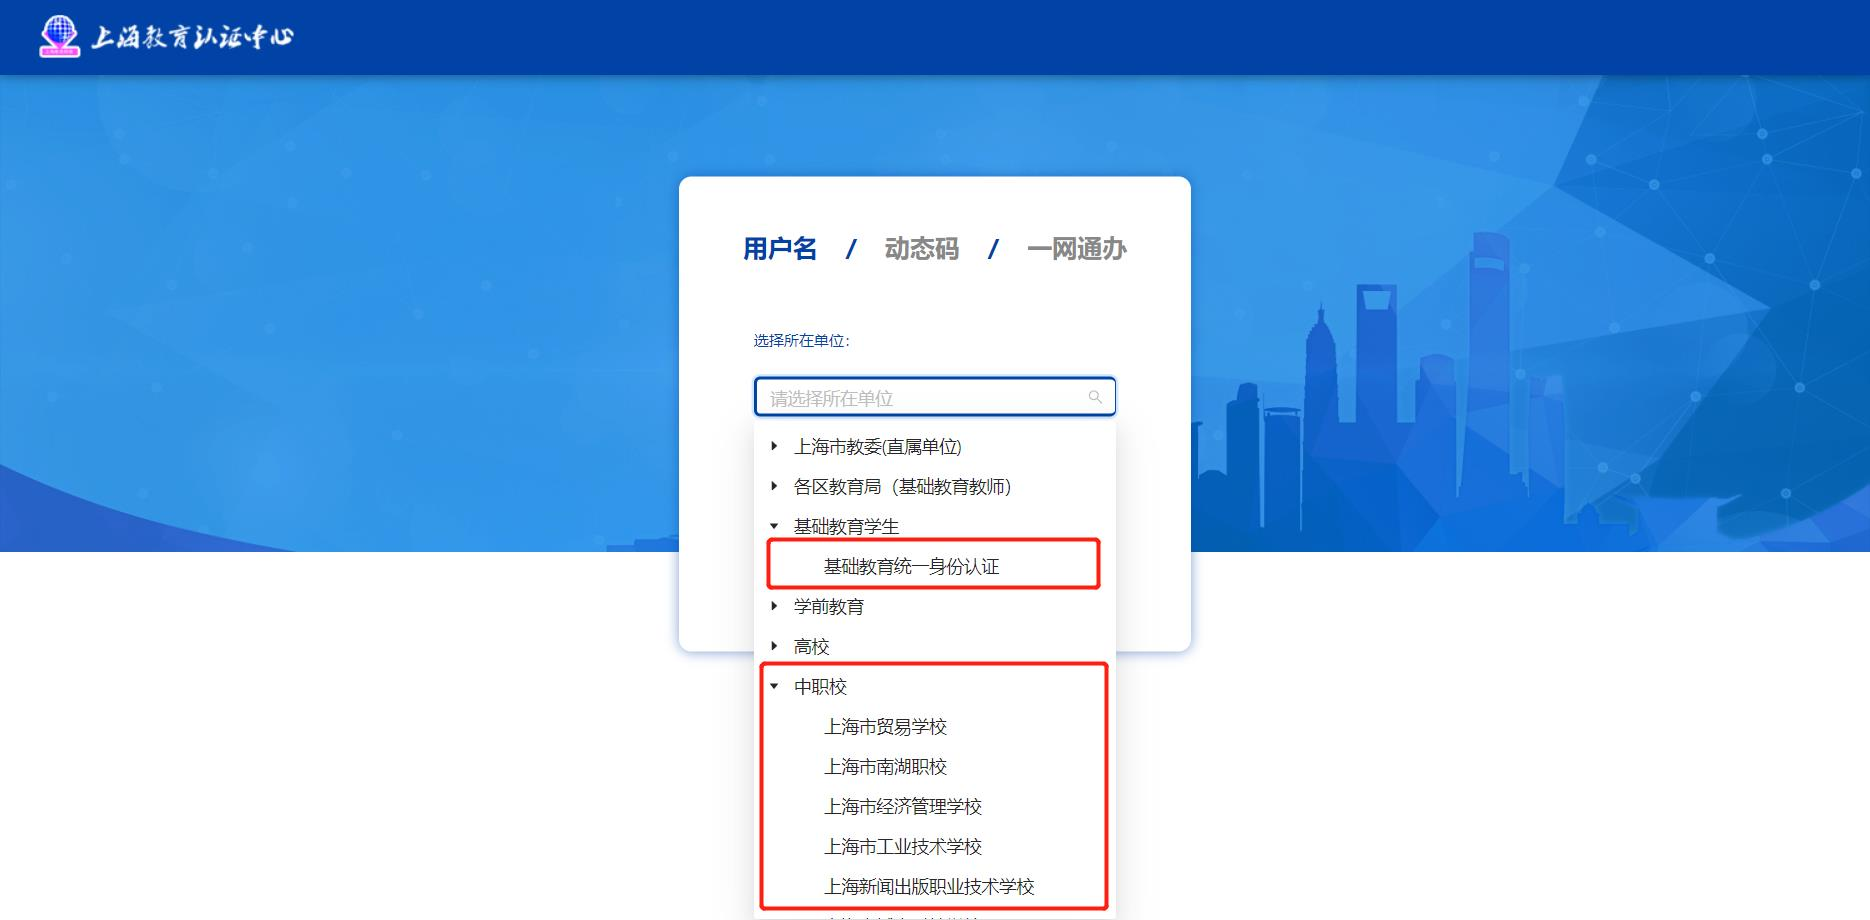 上海教育认证中心
用户名 / 动态码 / 一网通办
选择所在单位:
请选择所在单位
上海市教委(直属单位)
各区教育局（基础教育教师）
基础教育学生
基础教育统一身份认证
学前教育
高校
中职校
上海市贸易学校
上海市南湖职校
上海市经济管理学校
上海市工业技术学校
上海新闻出版职业技术学校